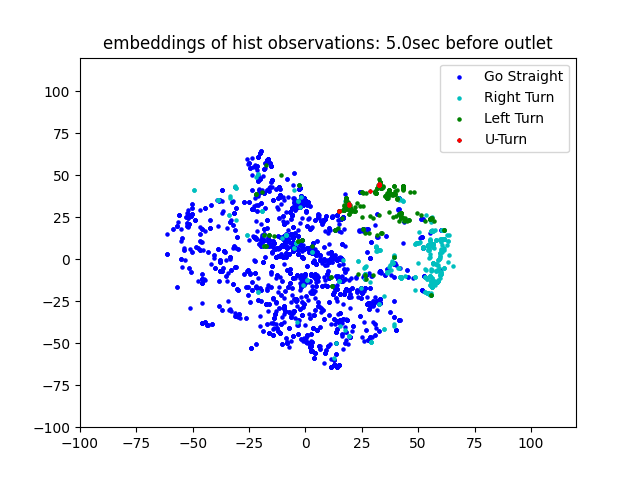 embeddings of hist observations: 5.0sec before outlet
Go Straight
Right Turn
Left Turn
U-Turn
100
75
50
25
0
−25
−50
−75
−100
−100 −75 −50 −25 0 25 50 75 100